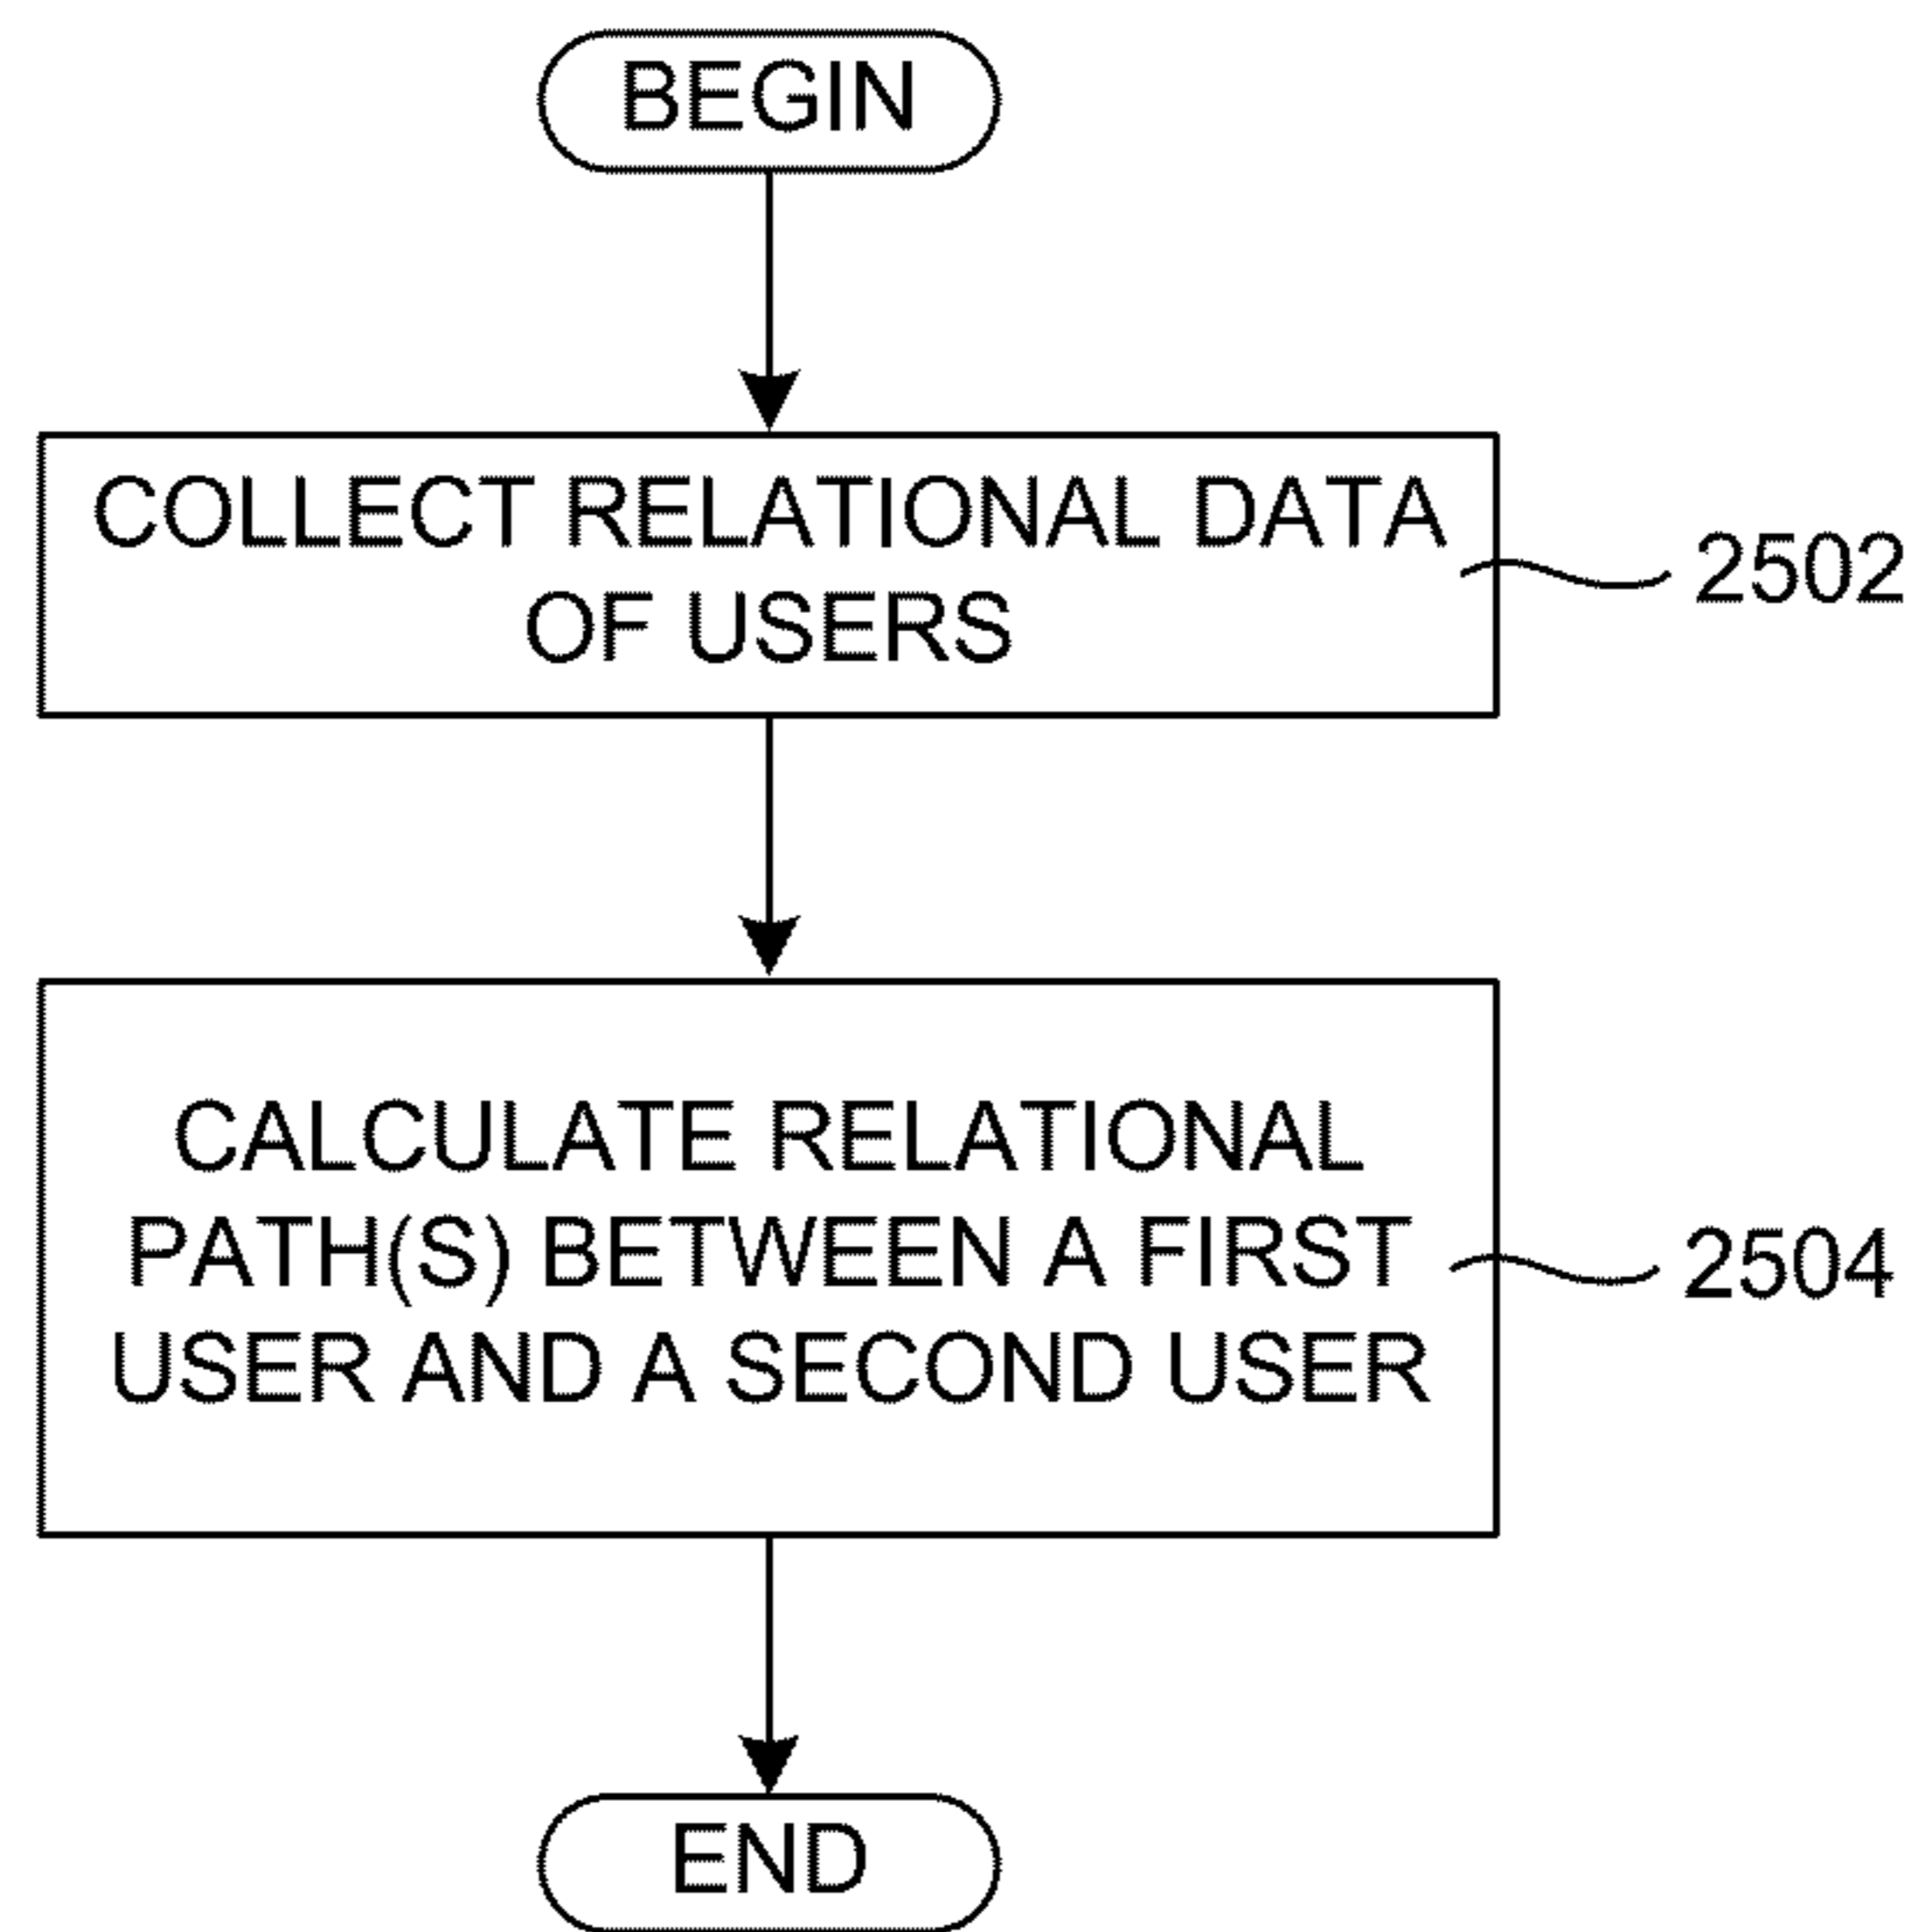 BEGIN
COLLECT RELATIONAL DATA
OF USERS
2502
CALCULATE RELATIONAL
PATH(S) BETWEEN A FIRST
USER AND A SECOND USER
2504
END